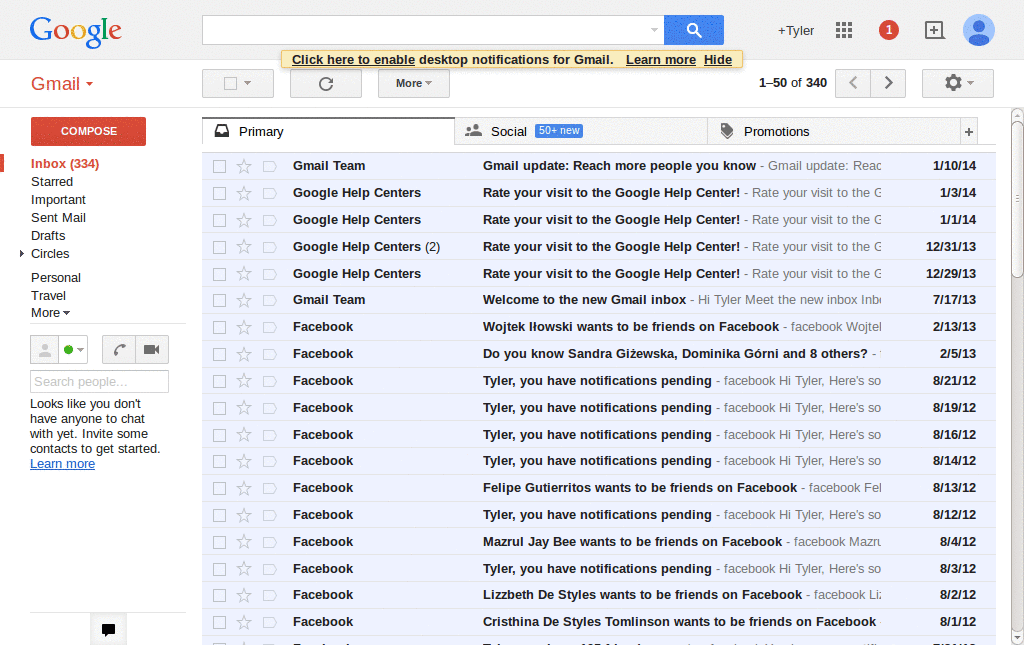 Google
+Tyler
1
Click here to enable desktop notifications for Gmail. Learn more Hide
Gmail
More
1–50 of 340
COMPOSE
Inbox (334)
Starred
Important
Sent Mail
Drafts
Circles
Personal
Travel
More
Search people...
Looks like you don't
have anyone to chat
with yet. Invite some
contacts to get started.
Learn more
Primary
Social 50+ new
Promotions
Gmail Team Gmail update: Reach more people you know - Gmail update: Reac 1/10/14
Google Help Centers Rate your visit to the Google Help Center! - Rate your visit to the G 1/3/14
Google Help Centers Rate your visit to the Google Help Center! - Rate your visit to the G 1/1/14
Google Help Centers (2) Rate your visit to the Google Help Center! - Rate your visit to the G 12/31/13
Google Help Centers Rate your visit to the Google Help Center! - Rate your visit to the G 12/29/13
Gmail Team Welcome to the new Gmail inbox - Hi Tyler Meet the new inbox Inbo 7/17/13
Facebook Wojtek Iłowski wants to be friends on Facebook - facebook Wojtel 2/13/13
Facebook Do you know Sandra Giżewska, Dominika Górni and 8 others? - 2/5/13
Facebook Tyler, you have notifications pending - facebook Hi Tyler, Here's so 8/21/12
Facebook Tyler, you have notifications pending - facebook Hi Tyler, Here's so 8/19/12
Facebook Tyler, you have notifications pending - facebook Hi Tyler, Here's so 8/16/12
Facebook Tyler, you have notifications pending - facebook Hi Tyler, Here's so 8/14/12
Facebook Felipe Gutierritos wants to be friends on Facebook - facebook Fel 8/13/12
Facebook Tyler, you have notifications pending - facebook Hi Tyler, Here's so 8/12/12
Facebook Mazrul Jay Bee wants to be friends on Facebook - facebook Mazru 8/4/12
Facebook Tyler, you have notifications pending - facebook Hi Tyler, Here's so 8/3/12
Facebook Lizzbeth De Styles wants to be friends on Facebook - facebook Liz 8/2/12
Facebook Cristhina De Styles Tomlinson wants to be friends on Facebook 8/1/12